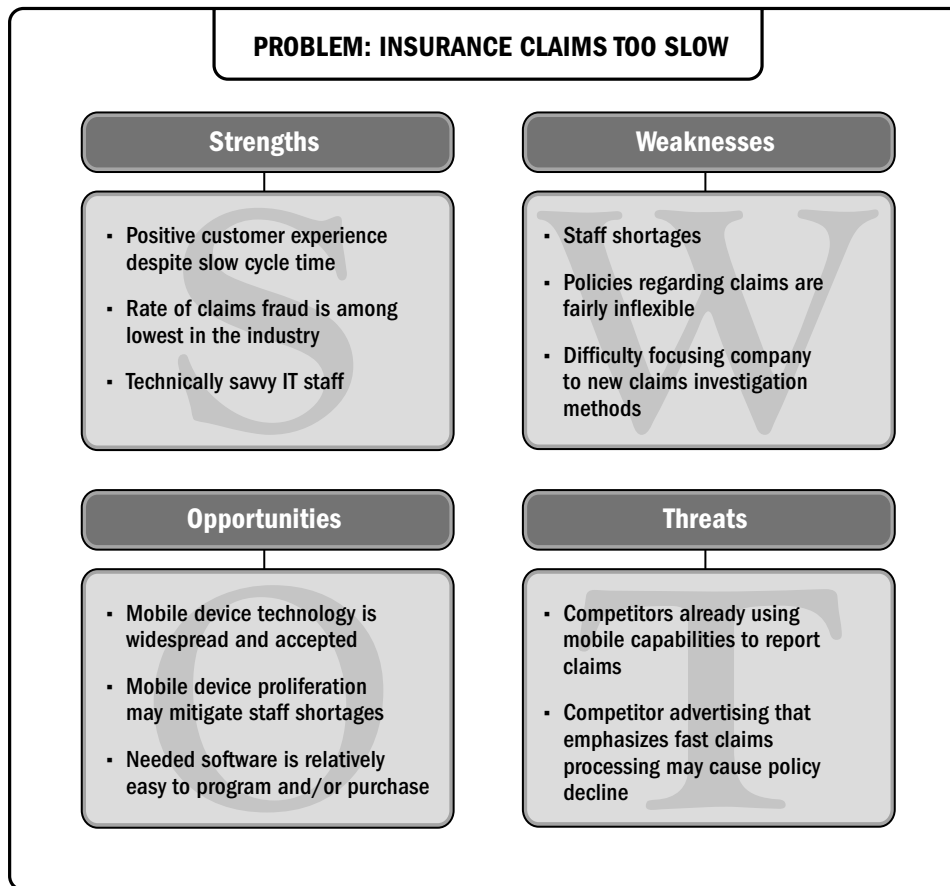 PROBLEM: INSURANCE CLAIMS TOO SLOW
Strengths
▪ Positive customer experience
despite slow cycle time
▪ Rate of claims fraud is among
lowest in the industry
▪ Technically savvy IT staff
S
Weaknesses
▪ Staff shortages
▪ Policies regarding claims are
fairly inflexible
▪ Difficulty focusing company
to new claims investigation
methods
W
Opportunities
▪ Mobile device technology is
widespread and accepted
▪ Mobile device proliferation
may mitigate staff shortages
▪ Needed software is relatively
easy to program and/or purchase
O
Threats
▪ Competitors already using
mobile capabilities to report
claims
▪ Competitor advertising that
emphasizes fast claims
processing may cause policy
decline
T